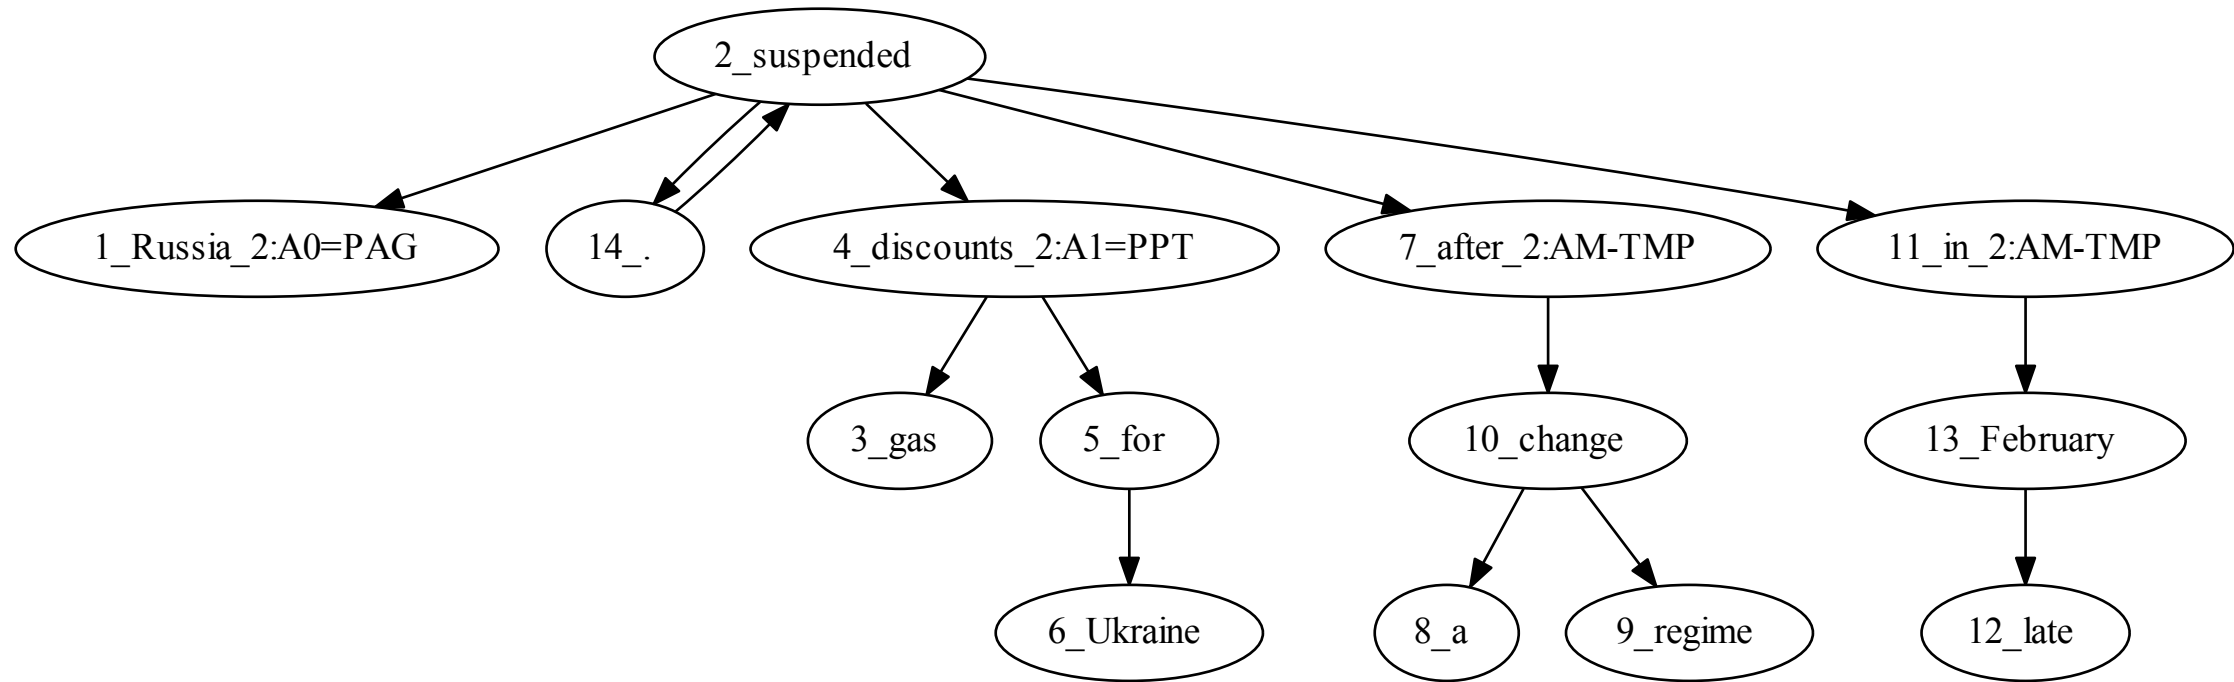 2_suspended
1_Russia_2:A0=PAG 14_. 4_discounts_2:A1=PPT 7_after_2:AM-TMP 11_in_2:AM-TMP
3_gas 5_for 10_change 13_February
6_Ukraine 8_a 9_regime 12_late